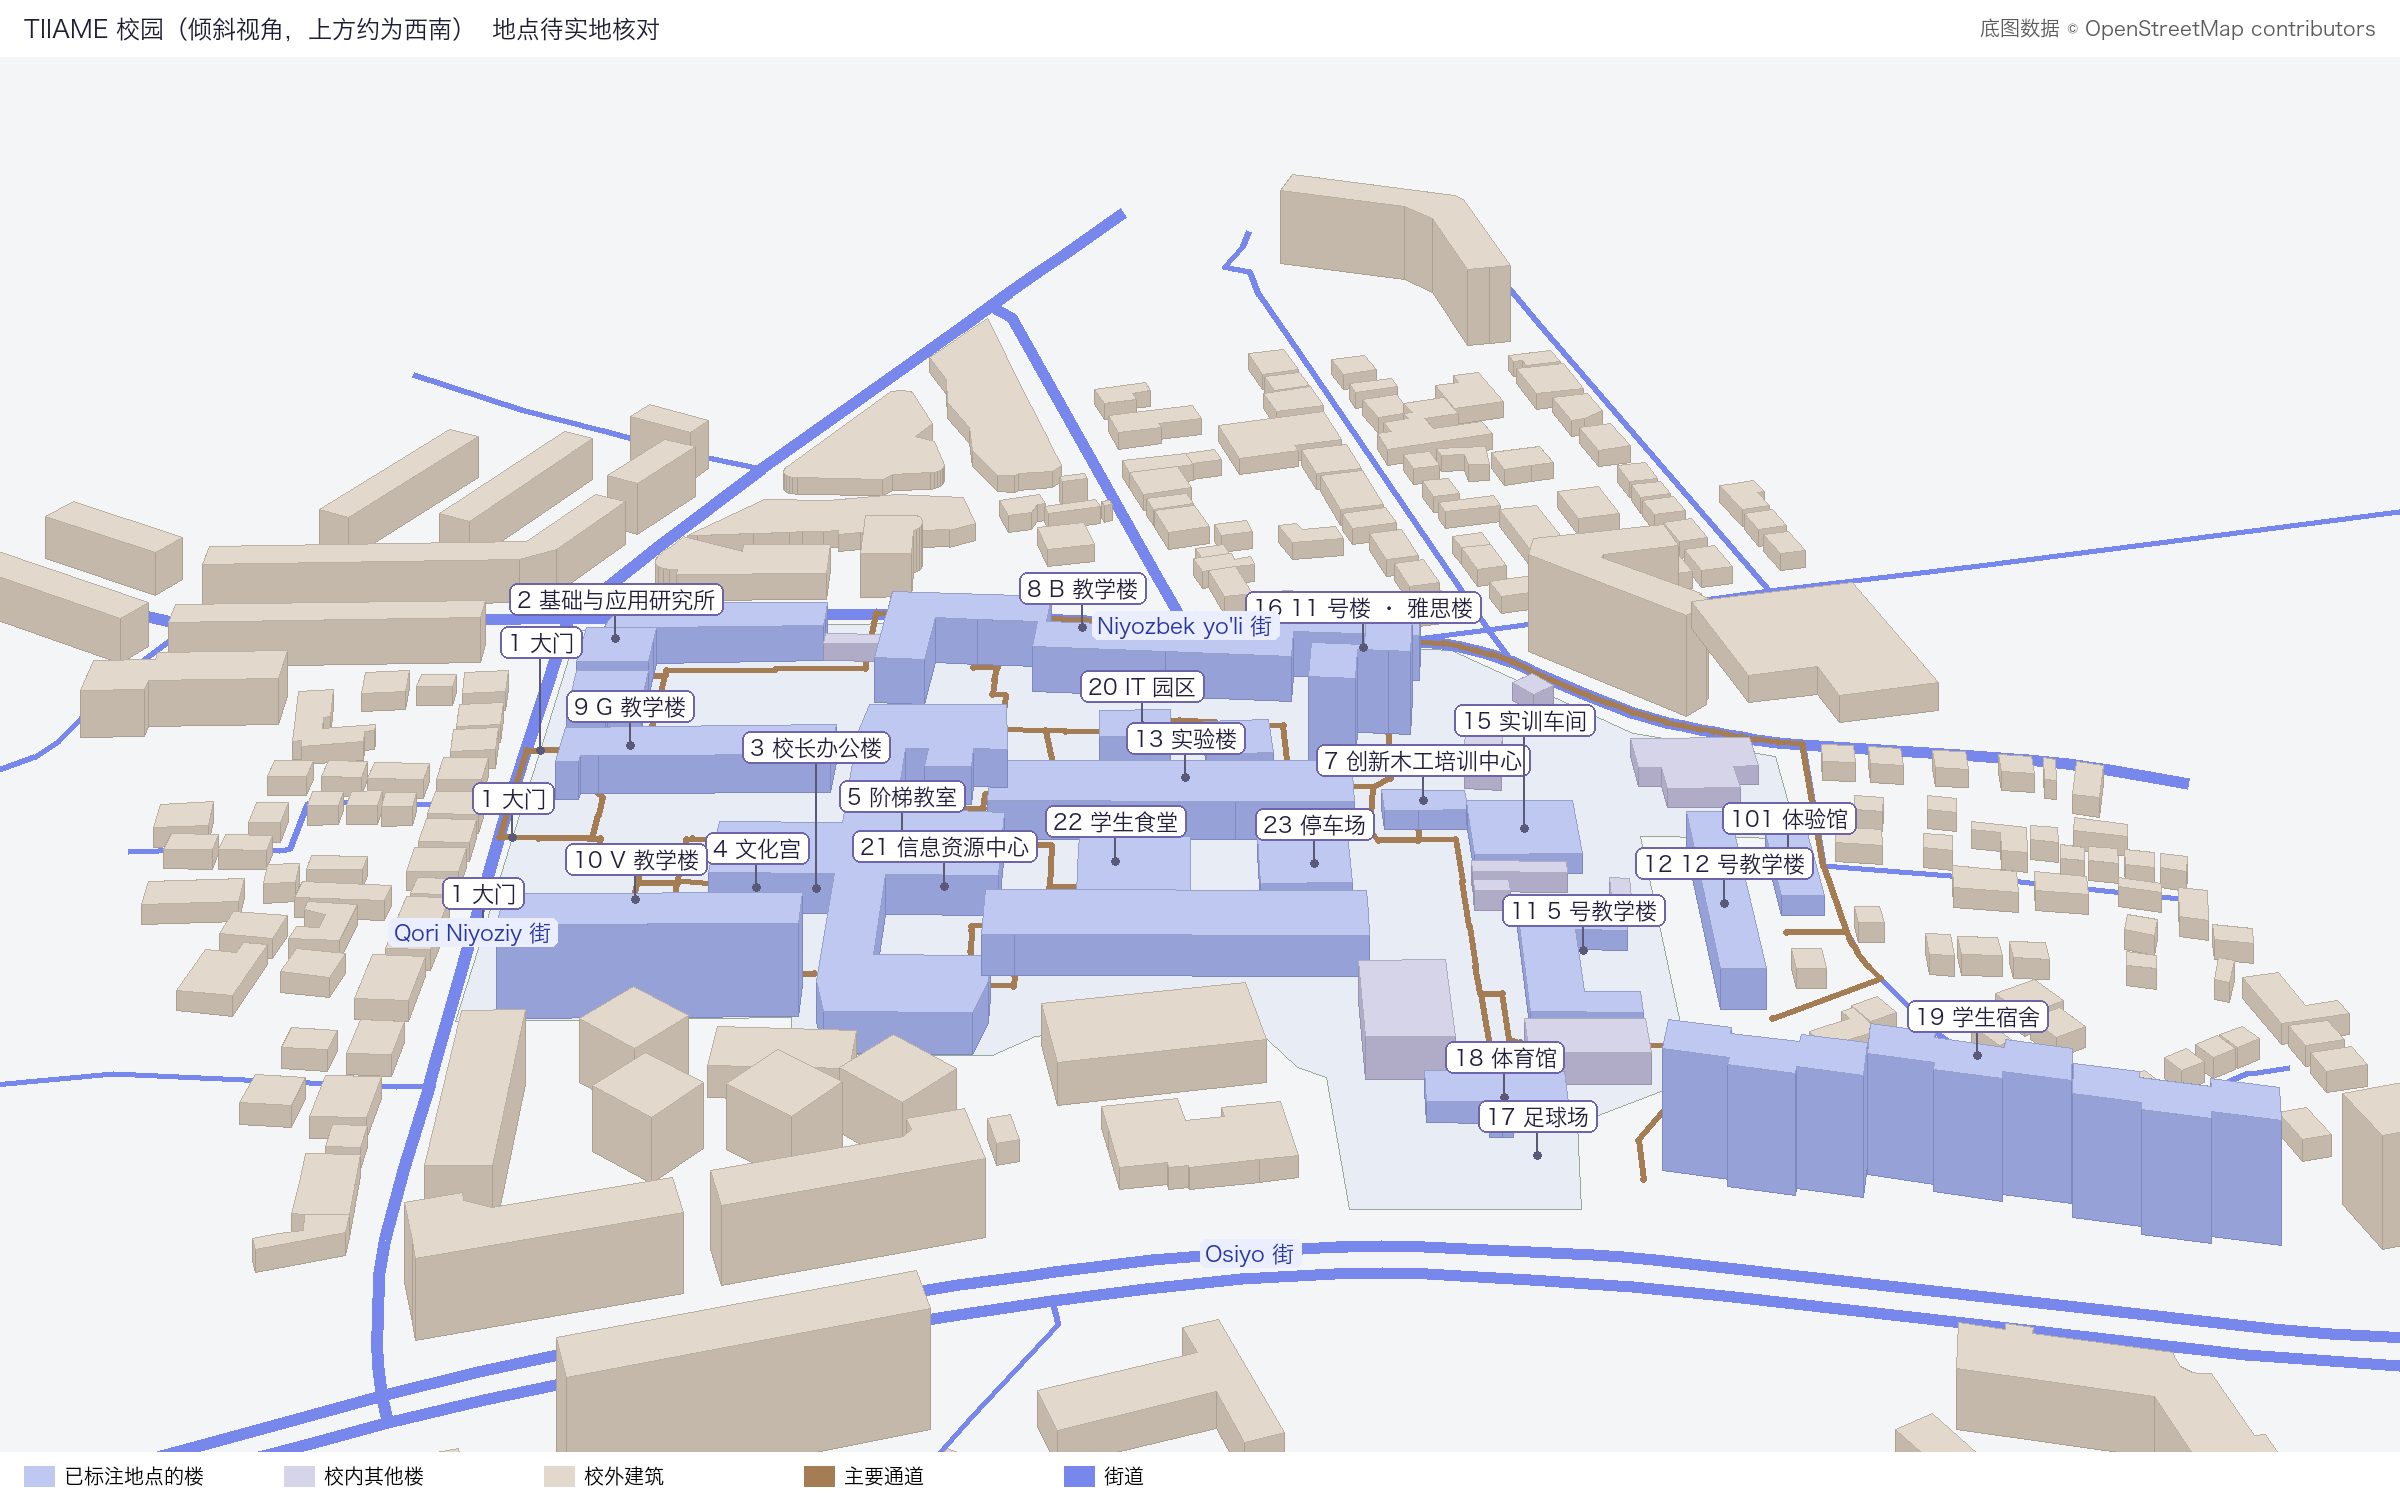 TIIAME 校园（倾斜视角，上方约为西南） 地点待实地核对
底图数据 © OpenStreetMap contributors
8 B 教学楼
2 基础与应用研究所
16 11 号楼 · 雅思楼
Niyozbek yo'li 街
1 大门
20 IT 园区
9 G 教学楼
15 实训车间
13 实验楼
3 校长办公楼
7 创新木工培训中心
5 阶梯教室
1 大门
22 学生食堂
23 停车场
101 体验馆
21 信息资源中心
4 文化宫
10 V 教学楼
12 12 号教学楼
1 大门
11 5 号教学楼
Qori Niyoziy 街
19 学生宿舍
18 体育馆
17 足球场
Osiyo 街
已标注地点的楼
校内其他楼
校外建筑
主要通道
街道